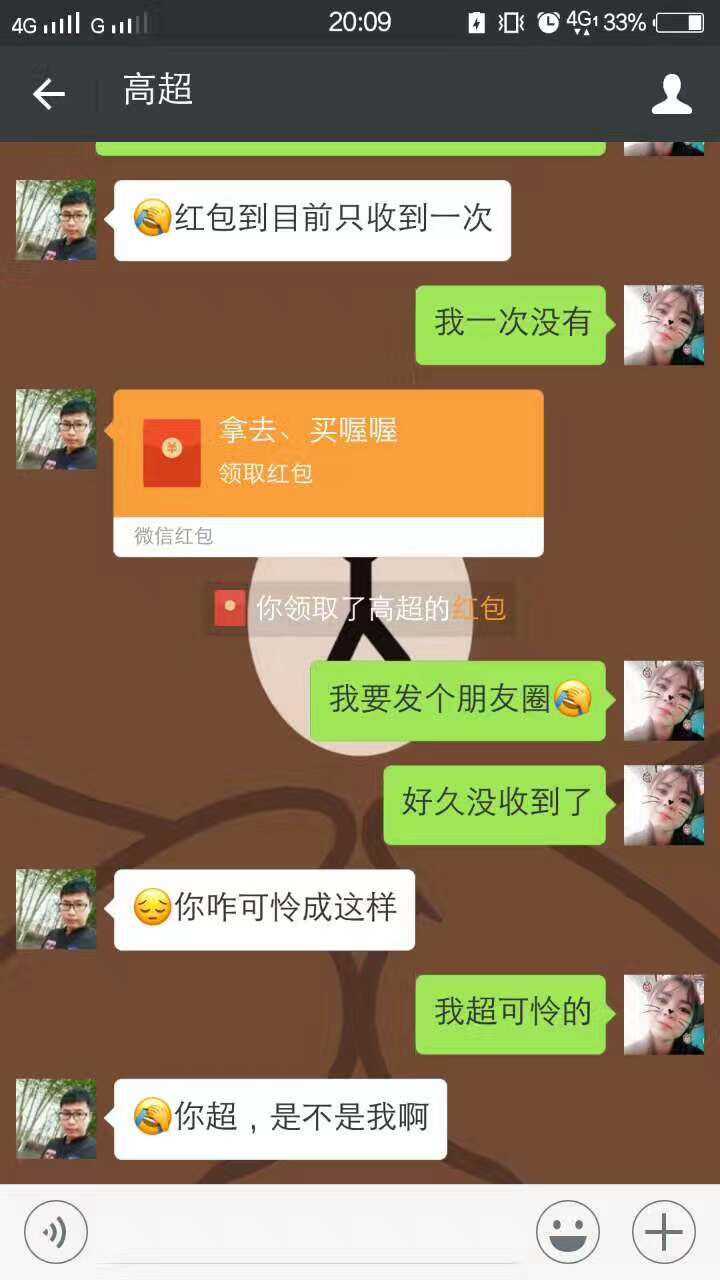 4G G 20:09 4G 33%
高超
🤦红包到目前只收到一次
我一次没有
拿去、买喔喔
领取红包
微信红包
你领取了高超的红包
我要发个朋友圈🤦
好久没收到了
😔你咋可怜成这样
我超可怜的
🤦你超，是不是我啊